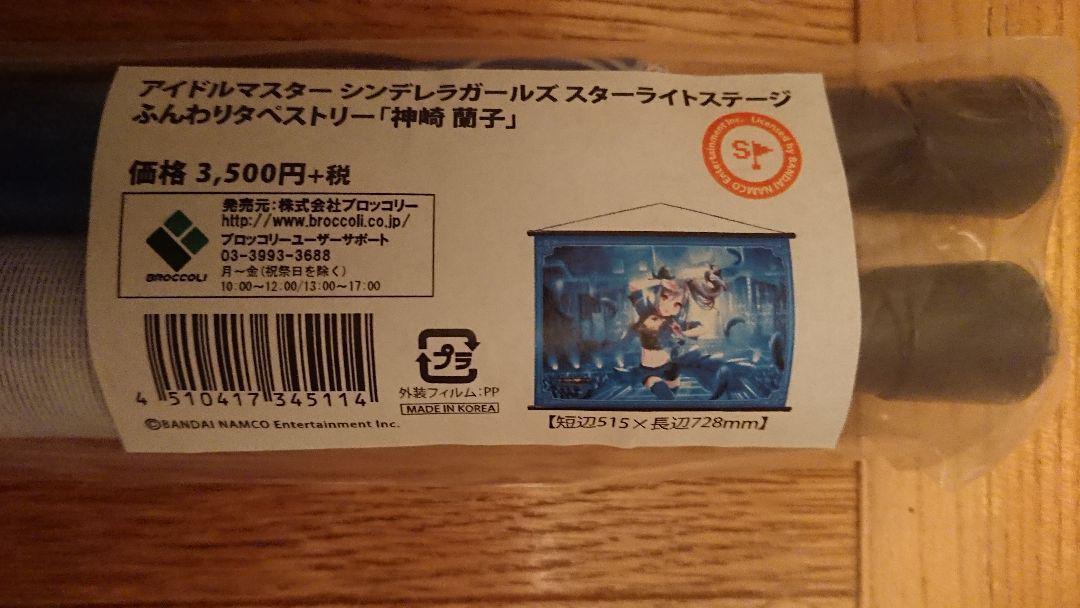 アイドルマスター シンデレラガールズ スターライトステージ
ふんわりタペストリー「神崎 蘭子」
Licensed by BANDAI NAMCO Entertainment Inc.
S
価格 3,500円+税
発売元:株式会社ブロッコリー
http://www.broccoli.co.jp/
ブロッコリーユーザーサポート
03-3993-3688
月～金(祝祭日を除く)
10:00～12:00/13:00～17:00
BROCCOLI
4 510417 345114
プラ
外装フィルム:PP
MADE IN KOREA
【短辺515×長辺728mm】
©BANDAI NAMCO Entertainment Inc.